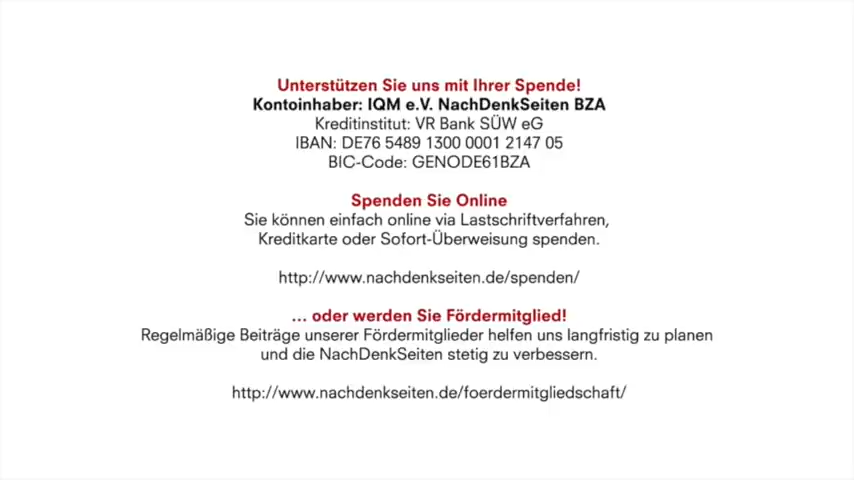 Unterstützen Sie uns mit Ihrer Spende!
Kontoinhaber: IQM e.V. NachDenkSeiten BZA
Kreditinstitut: VR Bank SÜW eG
IBAN: DE76 5489 1300 0001 2147 05
BIC-Code: GENODE61BZA
Spenden Sie Online
Sie können einfach online via Lastschriftverfahren,
Kreditkarte oder Sofort-Überweisung spenden.
http://www.nachdenkseiten.de/spenden/
... oder werden Sie Fördermitglied!
Regelmäßige Beiträge unserer Fördermitglieder helfen uns langfristig zu planen
und die NachDenkSeiten stetig zu verbessern.
http://www.nachdenkseiten.de/foerdermitgliedschaft/